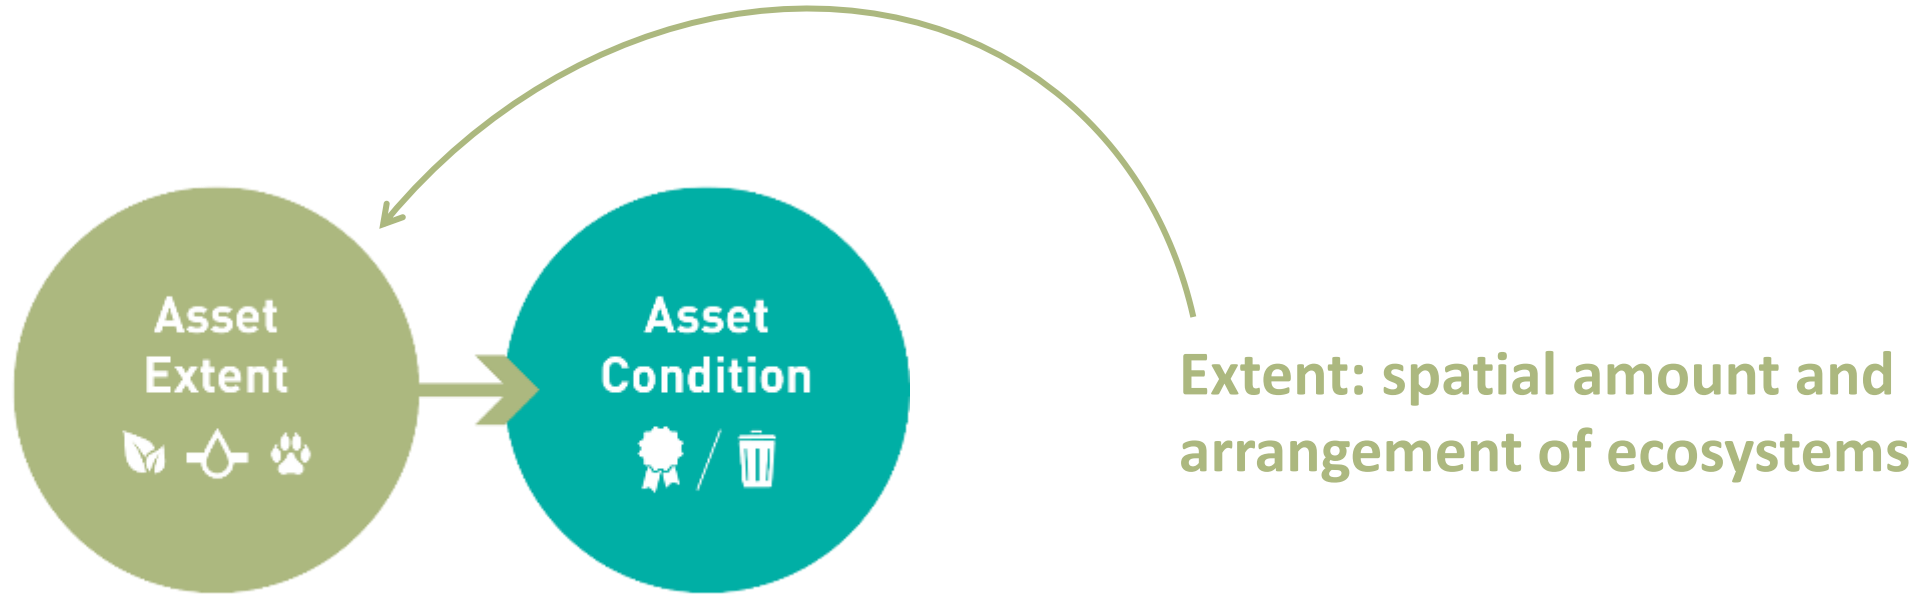 Asset
Extent
Asset
Condition
Extent: spatial amount and
arrangement of ecosystems